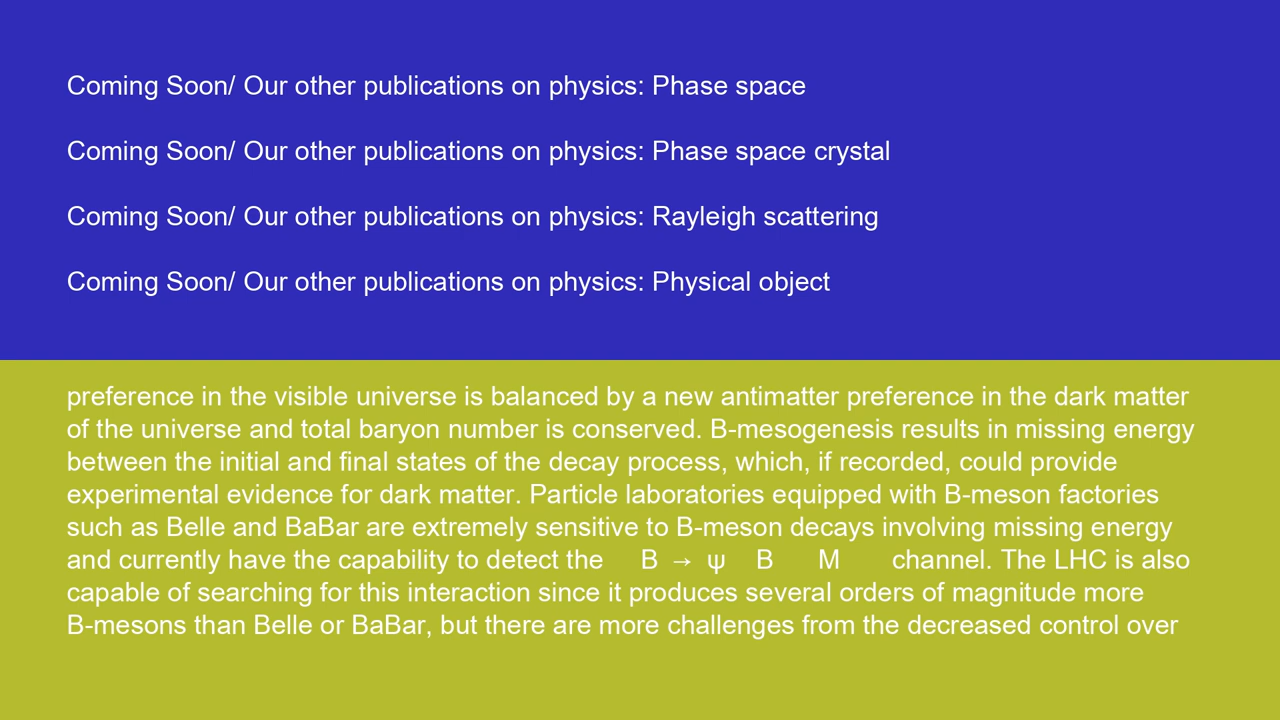 Coming Soon/ Our other publications on physics: Phase space
Coming Soon/ Our other publications on physics: Phase space crystal
Coming Soon/ Our other publications on physics: Rayleigh scattering
Coming Soon/ Our other publications on physics: Physical object
preference in the visible universe is balanced by a new antimatter preference in the dark matter
of the universe and total baryon number is conserved. B-mesogenesis results in missing energy
between the initial and final states of the decay process, which, if recorded, could provide
experimental evidence for dark matter. Particle laboratories equipped with B-meson factories
such as Belle and BaBar are extremely sensitive to B-meson decays involving missing energy
and currently have the capability to detect the B → ψ B M channel. The LHC is also
capable of searching for this interaction since it produces several orders of magnitude more
B-mesons than Belle or BaBar, but there are more challenges from the decreased control over